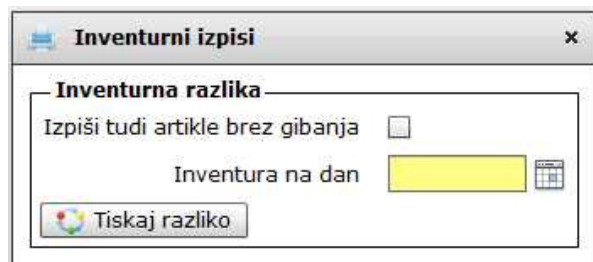 Inventurni izpisi
Inventurna razlika
Izpiši tudi artikle brez gibanja
Inventura na dan
Tiskaj razliko